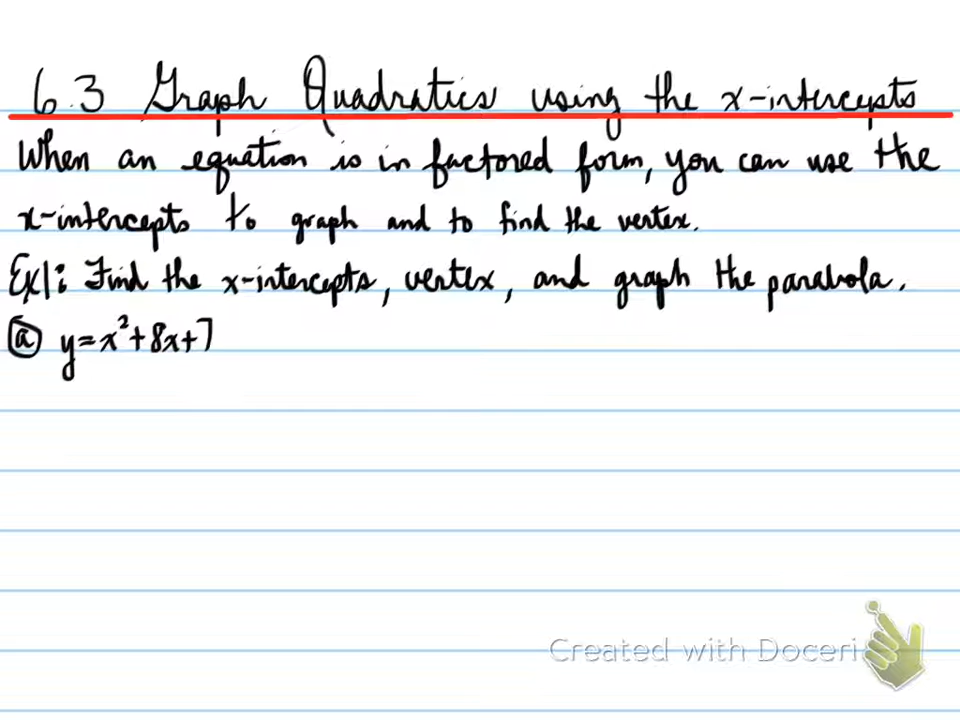 6.3 Graph Quadratics using the x-intercepts
When an equation is in factored form, you can use the
x-intercepts to graph and to find the vertex.
Ex1: Find the x-intercepts, vertex, and graph the parabola.
a y=x²+8x+7
Created with Doceri